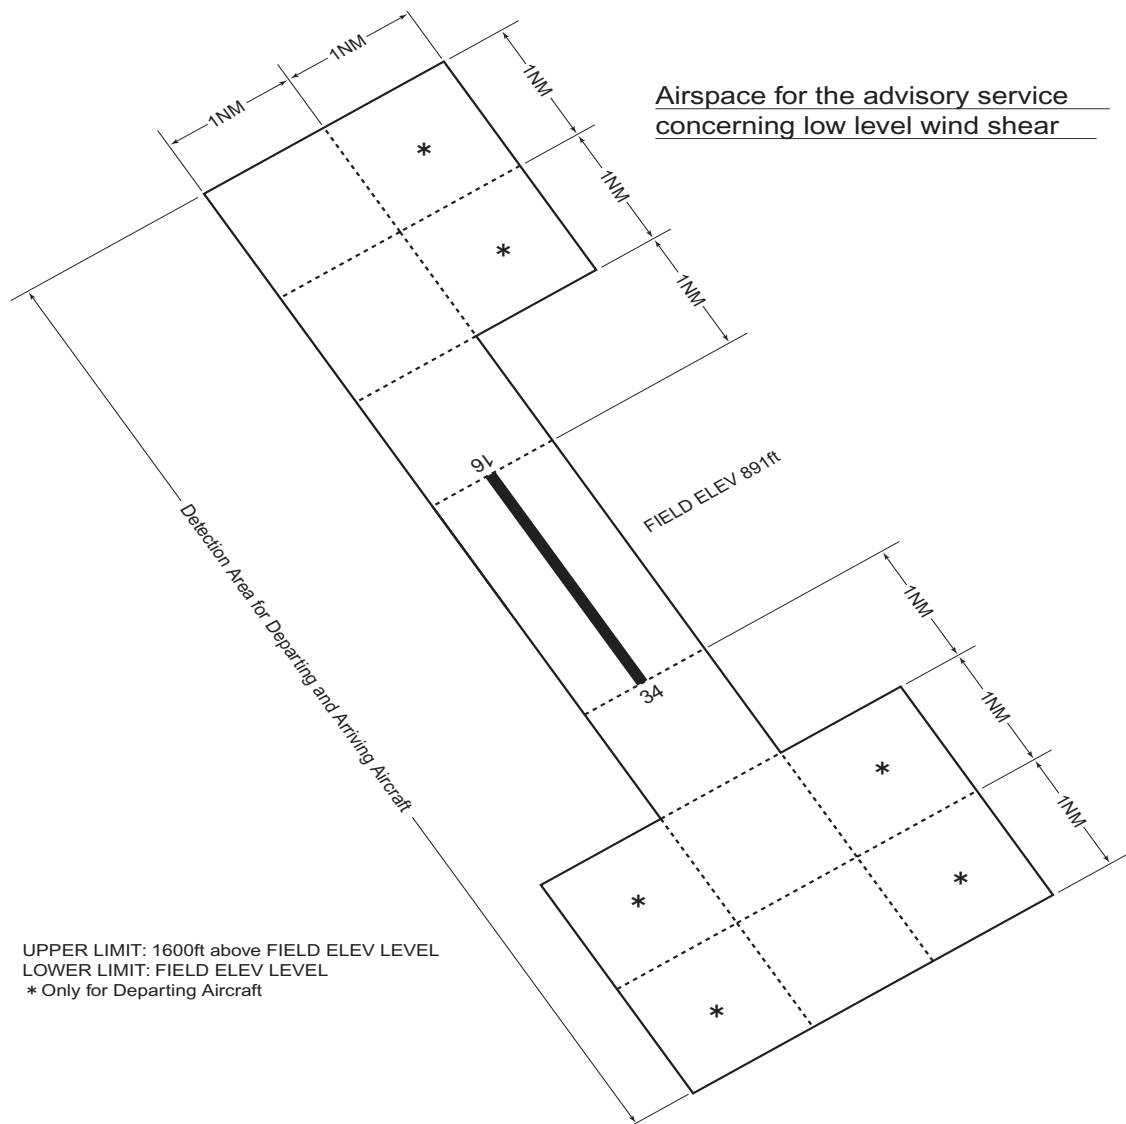 1NM
1NM
1NM
1NM
1NM
Airspace for the advisory service
concerning low level wind shear
*
*
16
FIELD ELEV 891ft
Detection Area for Departing and Arriving Aircraft
34
1NM
1NM
1NM
*
*
*
*
UPPER LIMIT: 1600ft above FIELD ELEV LEVEL
LOWER LIMIT: FIELD ELEV LEVEL
* Only for Departing Aircraft